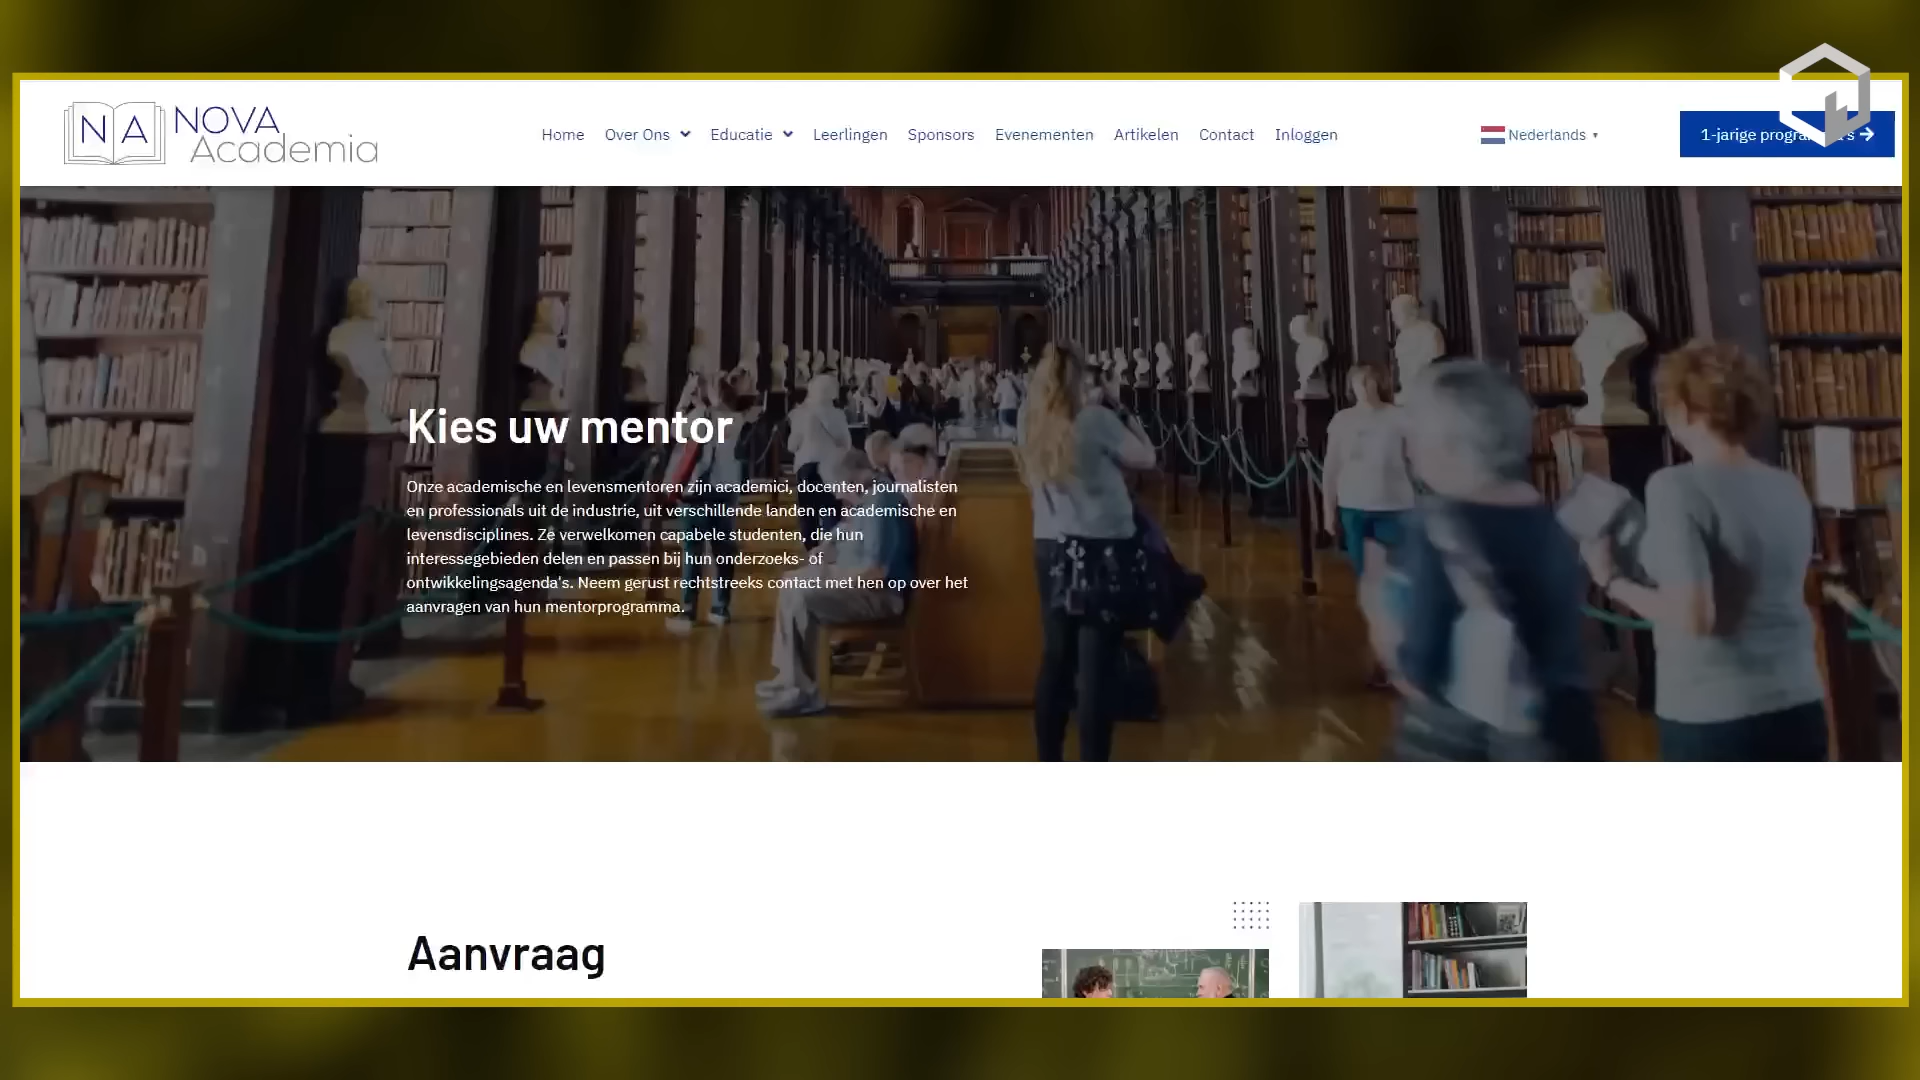 N A NOVA
Academia
Home Over Ons Educatie Leerlingen Sponsors Evenementen Artikelen Contact Inloggen
Nederlands
1-jarige
Kies uw mentor
Onze academische en levensmentoren zijn academici, docenten, journalisten
en professionals uit de industrie, uit verschillende landen en academische en
levensdisciplines. Ze verwelkomen capabele studenten, die hun
interessegebieden delen en passen bij hun onderzoeks- of
ontwikkelingsagenda's. Neem gerust rechtstreeks contact met hen op over het
aanvragen van hun mentorprogramma.
Aanvraag